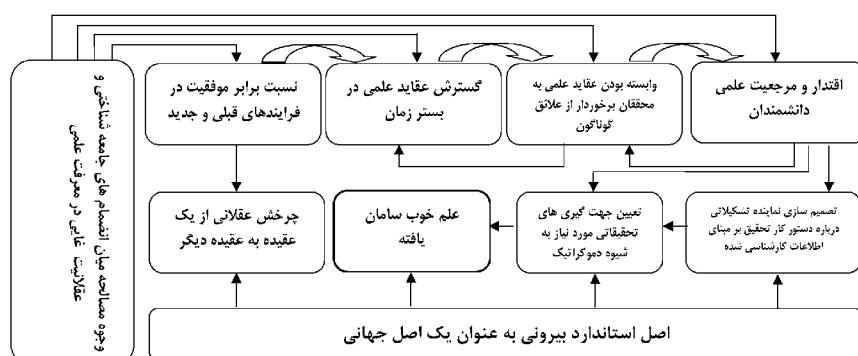 وجوه مصالحه میان انضمام های جامعه شناختی و
عقلانیت غایی در معرفت علمی
اقتدار و مرجعیت علمی
دانشمندان
وابسته بودن عقاید علمی به
محققان برخوردار از علائق
گوناگون
گسترش عقاید علمی در
بستر زمان
نسبت برابر موفقیت در
فرایندهای قبلی و جدید
تصمیم سازی نماینده تشکیلاتی
درباره دستور کار تحقیق بر مبنای
اطلاعات کارشناسی شده
تعیین جهت گیری های
تحقیقاتی مورد نیاز به
شیوه دموکراتیک
علم خوب سامان
یافته
چرخش عقلانی از یک
عقیده به عقیده دیگر
اصل استاندارد بیرونی به عنوان یک اصل جهانی